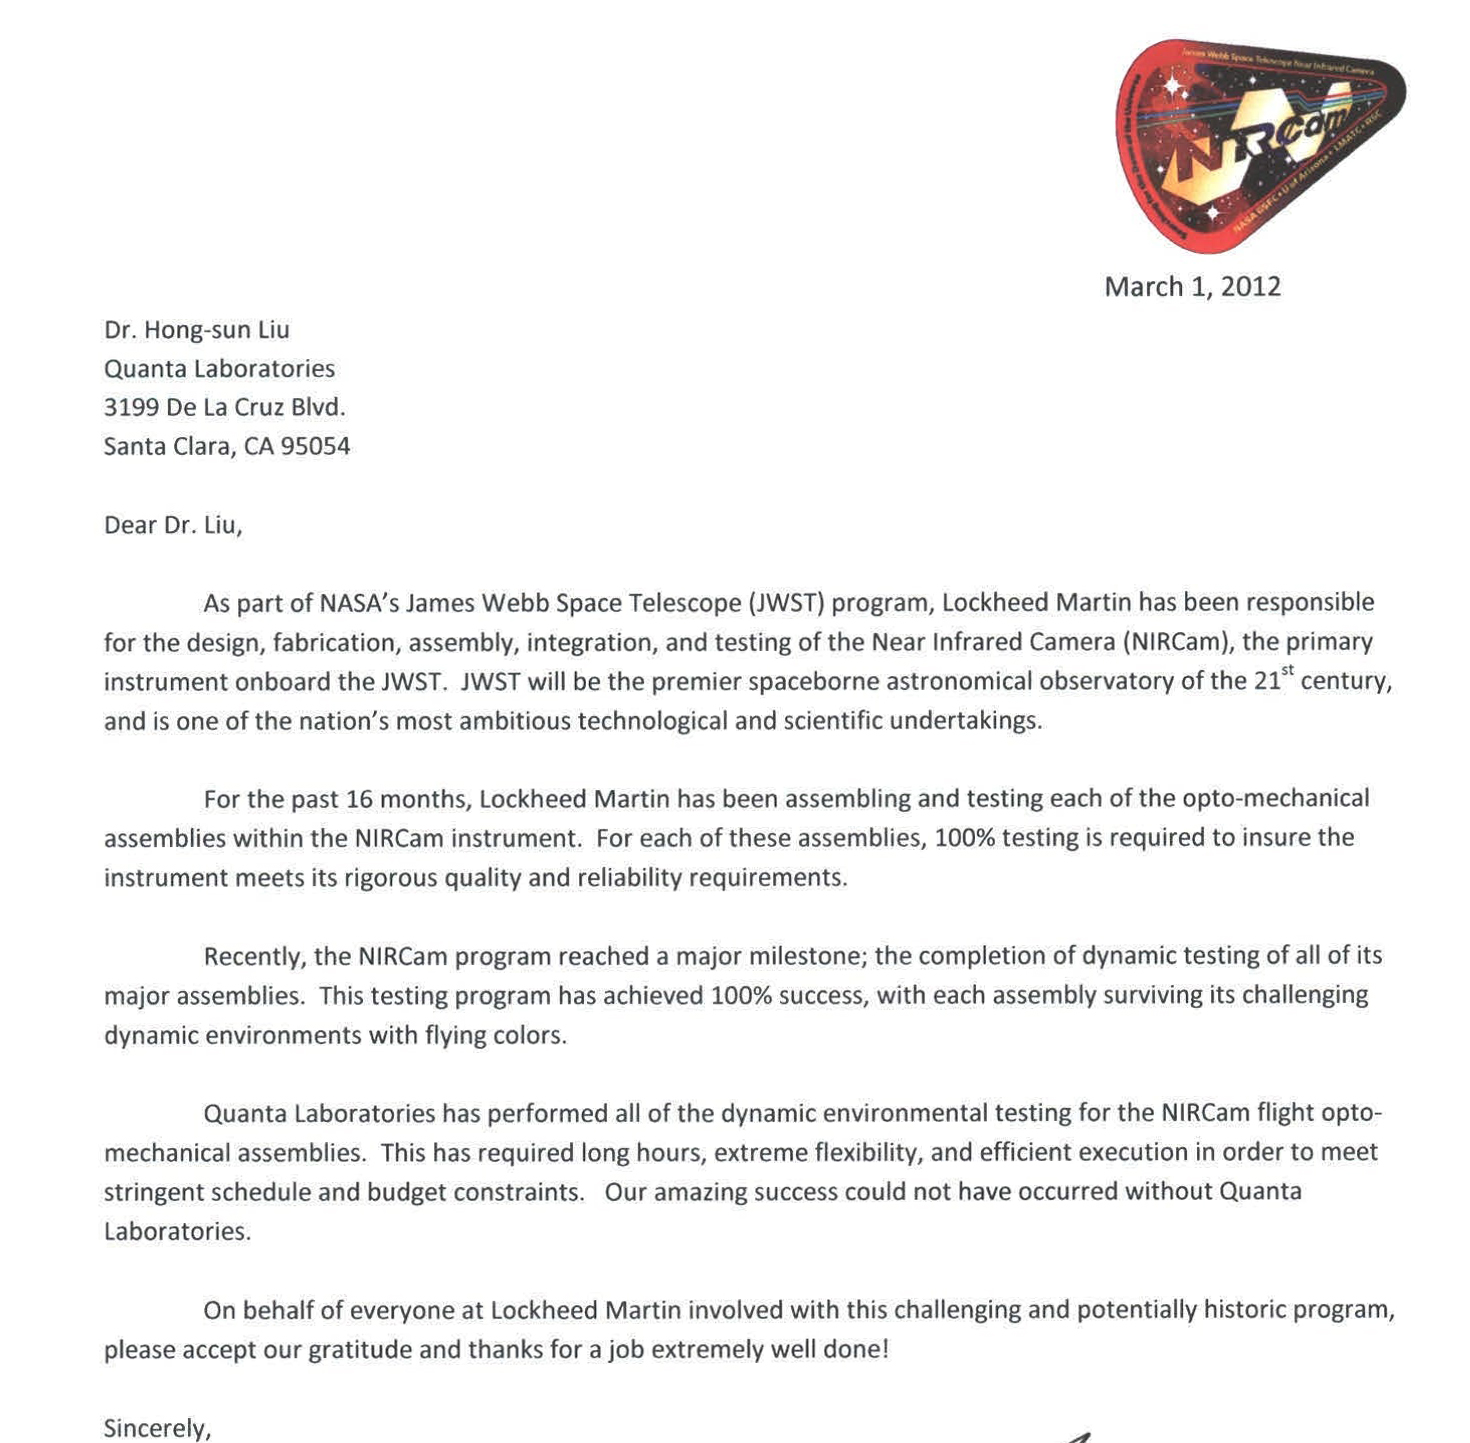 James Webb Space Telescope Near Infrared Camera
Searching for the Dawn of the Universe
NIRCam
NASA GSFC • U of Arizona • LMATC • RSC
March 1, 2012
Dr. Hong-sun Liu
Quanta Laboratories
3199 De La Cruz Blvd.
Santa Clara, CA 95054
Dear Dr. Liu,
As part of NASA's James Webb Space Telescope (JWST) program, Lockheed Martin has been responsible
for the design, fabrication, assembly, integration, and testing of the Near Infrared Camera (NIRCam), the primary
instrument onboard the JWST.  JWST will be the premier spaceborne astronomical observatory of the 21st century,
and is one of the nation's most ambitious technological and scientific undertakings.
For the past 16 months, Lockheed Martin has been assembling and testing each of the opto-mechanical
assemblies within the NIRCam instrument.  For each of these assemblies, 100% testing is required to insure the
instrument meets its rigorous quality and reliability requirements.
Recently, the NIRCam program reached a major milestone; the completion of dynamic testing of all of its
major assemblies.  This testing program has achieved 100% success, with each assembly surviving its challenging
dynamic environments with flying colors.
Quanta Laboratories has performed all of the dynamic environmental testing for the NIRCam flight opto-
mechanical assemblies.  This has required long hours, extreme flexibility, and efficient execution in order to meet
stringent schedule and budget constraints.   Our amazing success could not have occurred without Quanta
Laboratories.
On behalf of everyone at Lockheed Martin involved with this challenging and potentially historic program,
please accept our gratitude and thanks for a job extremely well done!
Sincerely,